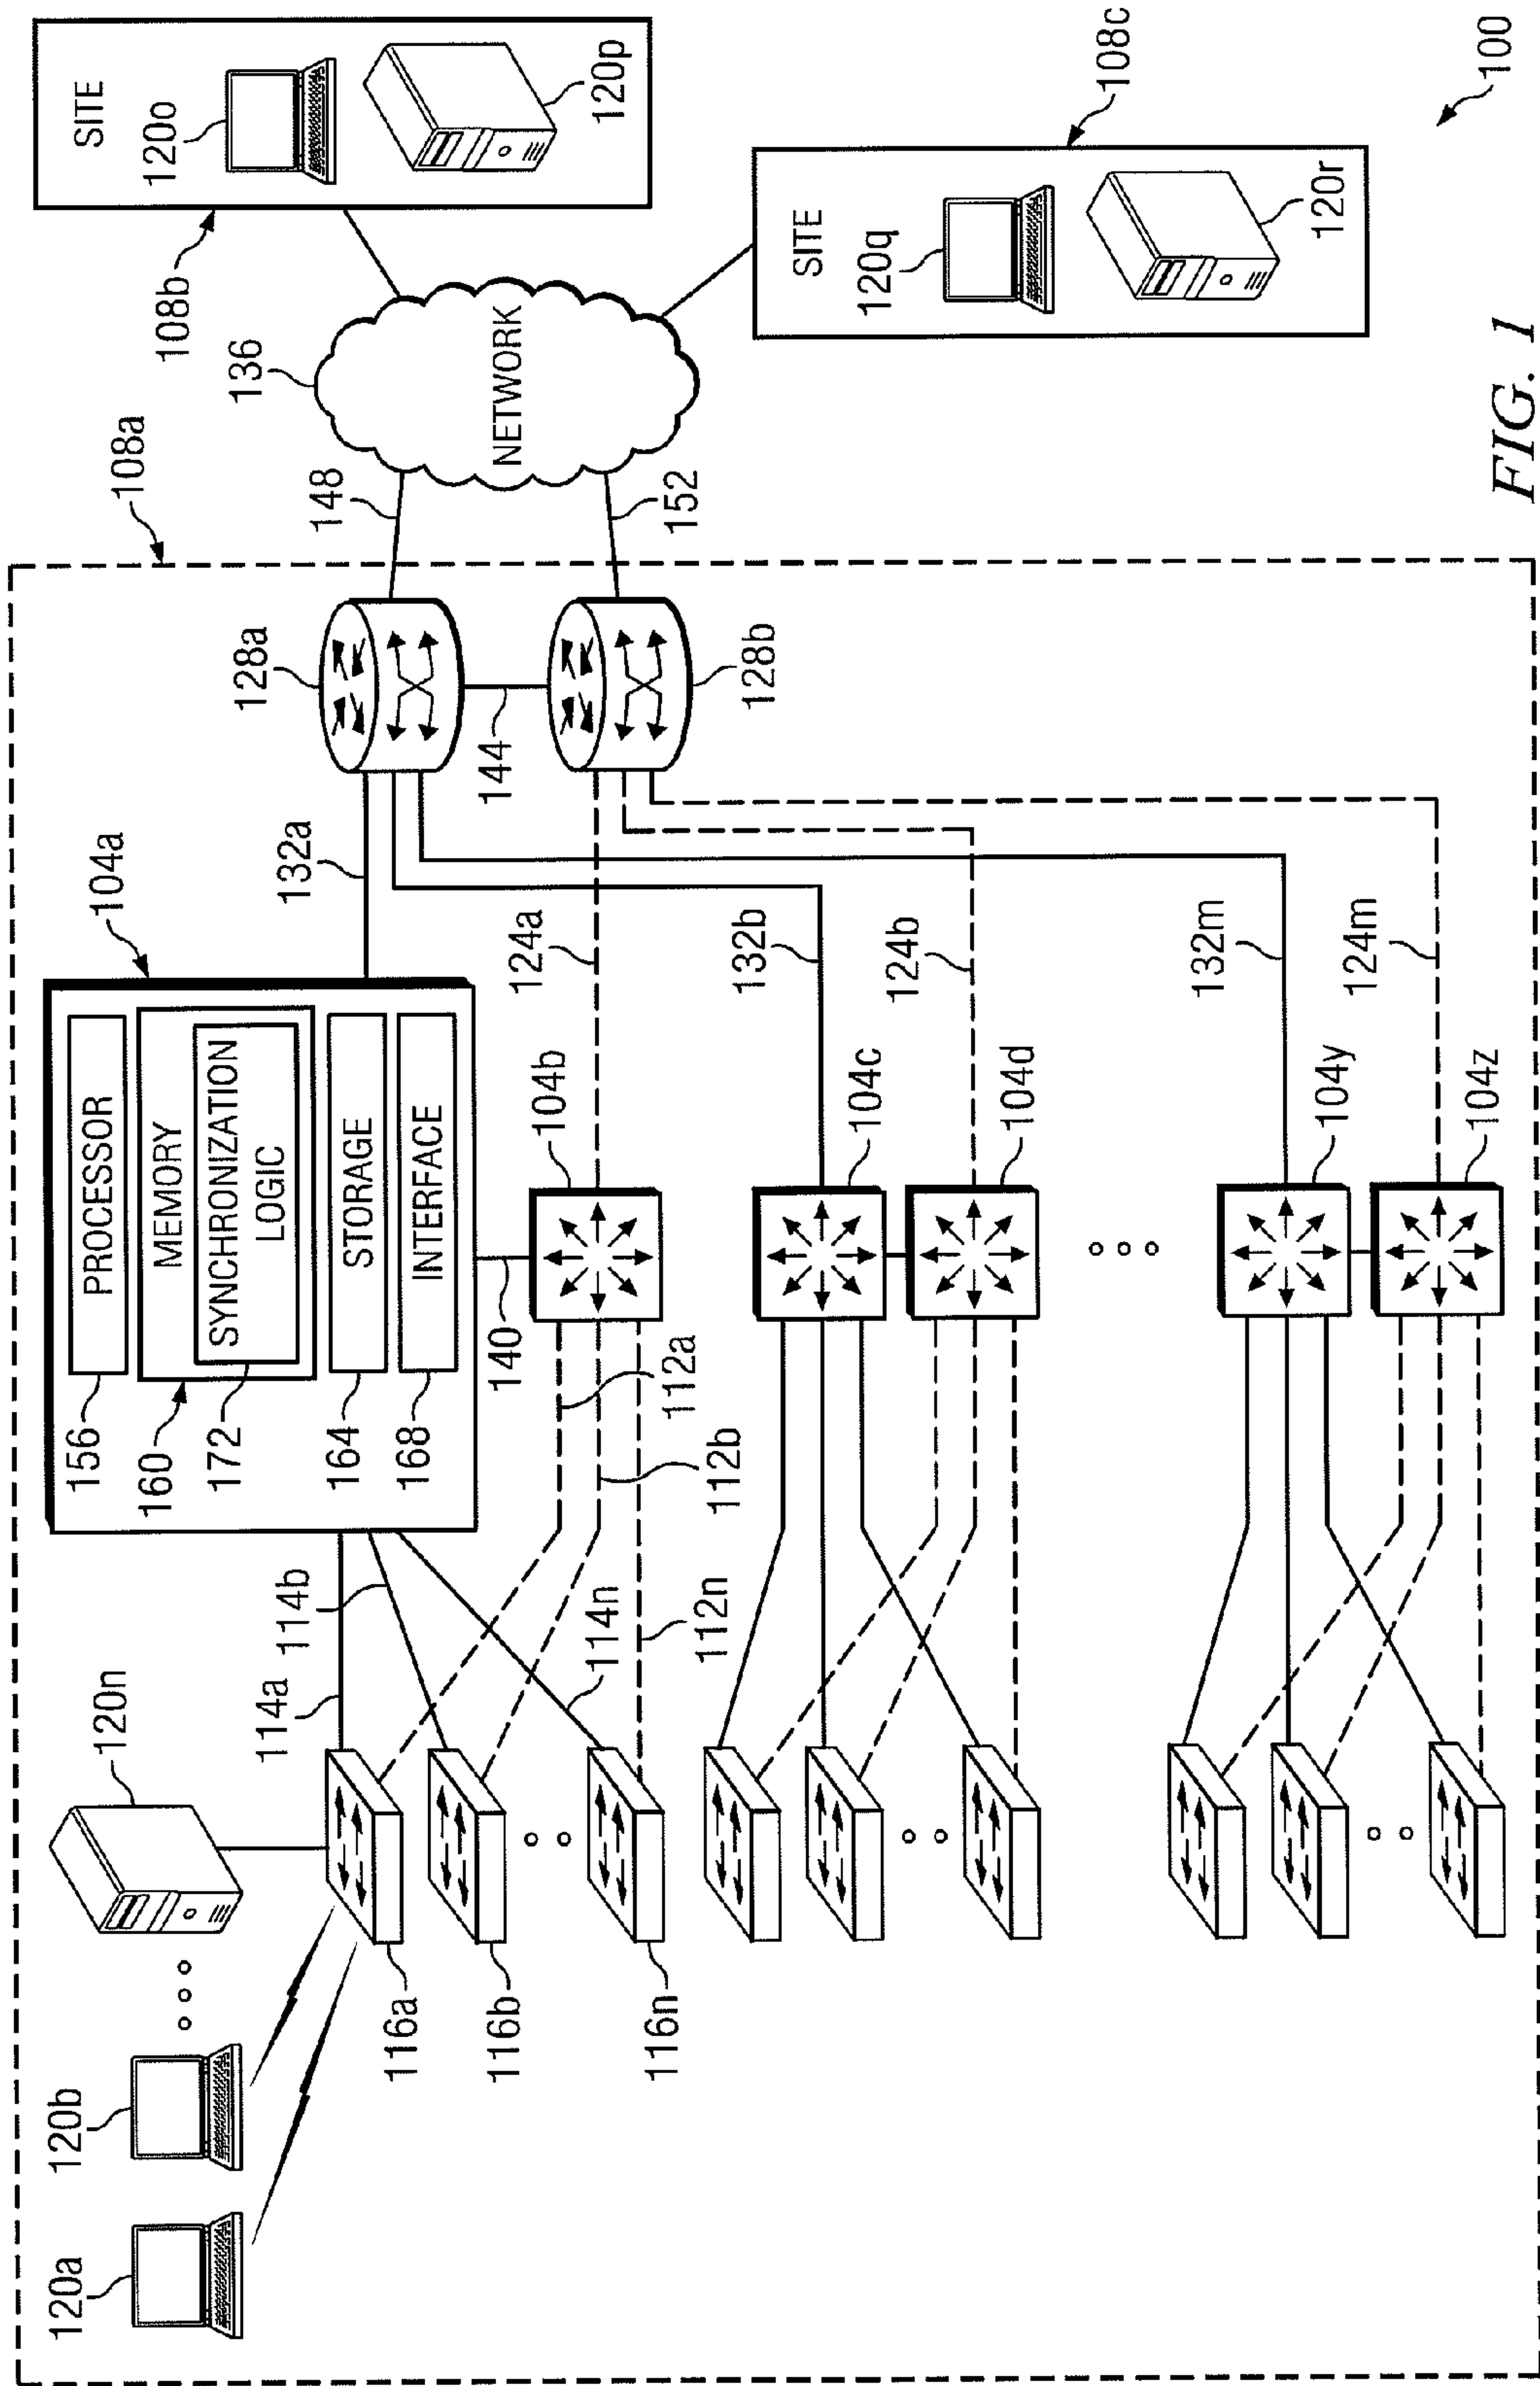 120a
120b
120n
116a
116b
116n
114a
114b
114n
112n
112a
112b
104a
PROCESSOR
MEMORY
SYNCHRONIZATION
LOGIC
STORAGE
INTERFACE
156
160
172
164
168
140
104b
104c
104d
104y
104z
132a
124a
132b
124b
132m
124m
108a
128a
144
128b
148
152
136
NETWORK
108b
SITE
120o
120p
108c
SITE
120q
120r
100
FIG. 1